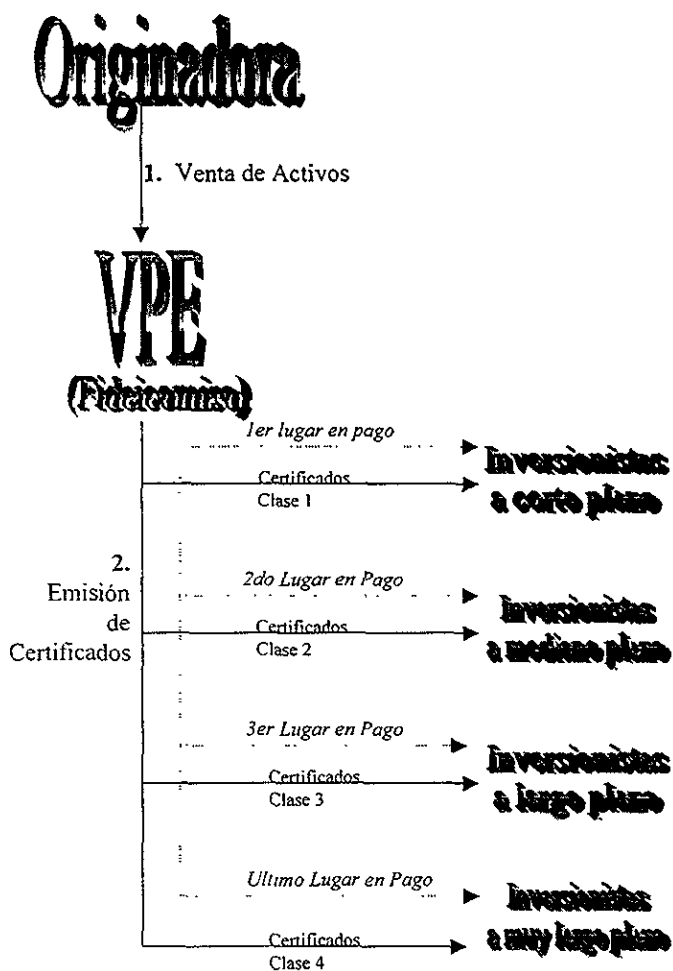 Originadora
1. Venta de Activos
VPE
(Fideicomiso)
1er lugar en pago
Inversionistas
Certificados
a corto plazo
Clase 1
2.
2do Lugar en Pago
Emisión
Inversionistas
de
Certificados
a mediano plazo
Certificados
Clase 2
3er Lugar en Pago
Inversionistas
Certificados
a largo plazo
Clase 3
Ultimo Lugar en Pago
Inversionistas
Certificados
a muy largo plazo
Clase 4